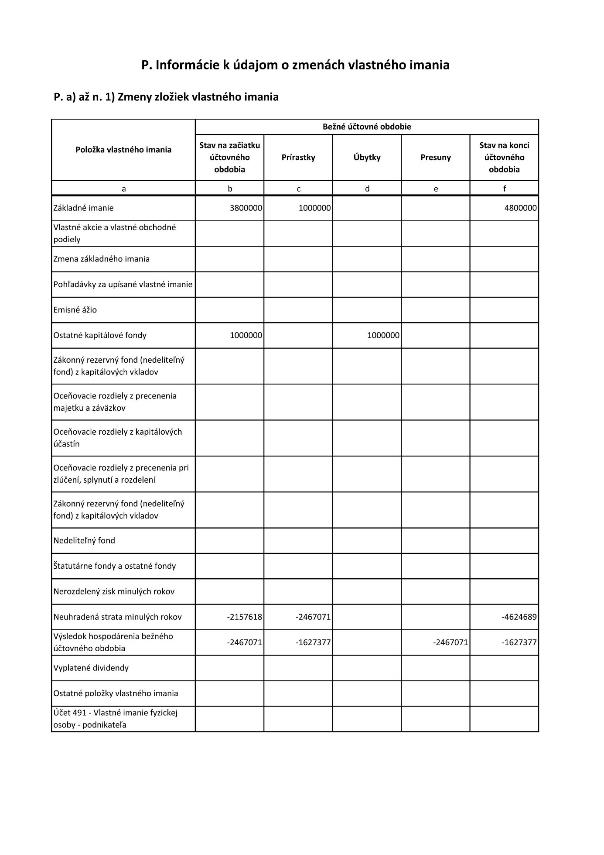 P. Informácie k údajom o zmenách vlastného imania
P. a) až n. 1) Zmeny zložiek vlastného imania
Položka vlastného imania
Bežné účtovné obdobie
Stav na začiatku účtovného obdobia
Prírastky
Úbytky
Presuny
Stav na konci účtovného obdobia
a b c d e f
Základné imanie 3800000 1000000 4800000
Vlastné akcie a vlastné obchodné
podiely
Zmena základného imania
Pohľadávky za upísané vlastné imanie
Emisné ážio
Ostatné kapitálové fondy 1000000 1000000
Zákonný rezervný fond (nedeliteľný
fond) z kapitálových vkladov
Oceňovacie rozdiely z precenenia
majetku a záväzkov
Oceňovacie rozdiely z kapitálových
účastín
Oceňovacie rozdiely z precenenia pri
zlúčení, splynutí a rozdelení
Zákonný rezervný fond (nedeliteľný
fond) z kapitálových vkladov
Nedeliteľný fond
Štatutárne fondy a ostatné fondy
Nerozdelený zisk minulých rokov
Neuhradená strata minulých rokov -2157618 -2467071 -4624689
Výsledok hospodárenia bežného
účtovného obdobia -2467071 -1627377 -2467071 -1627377
Vyplatené dividendy
Ostatné položky vlastného imania
Účet 491 - Vlastné imanie fyzickej
osoby - podnikateľa